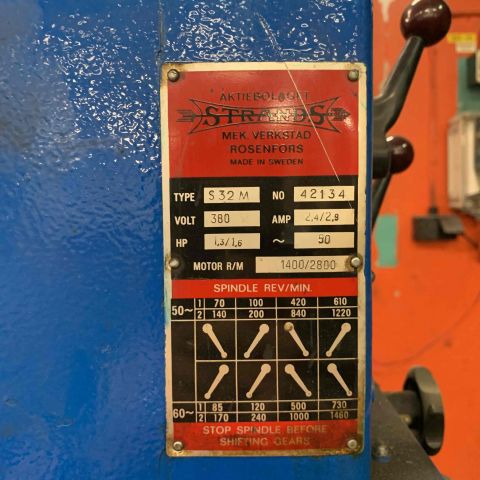 AKTIEBOLAGET
STRANDS
MEK. VERKSTAD
ROSENFORS
MADE IN SWEDEN
TYPE S 32 M NO 42134
VOLT 380 AMP 2,4/2,9
HP 1,3/1,6 ~ 50
MOTOR R/M 1400/2800
SPINDLE REV/MIN.
50~ 1 70 100 420 610
2 140 200 840 1220
60~ 1 85 120 500 730
2 170 240 1000 1460
STOP SPINDLE BEFORE
SHIFTING GEARS